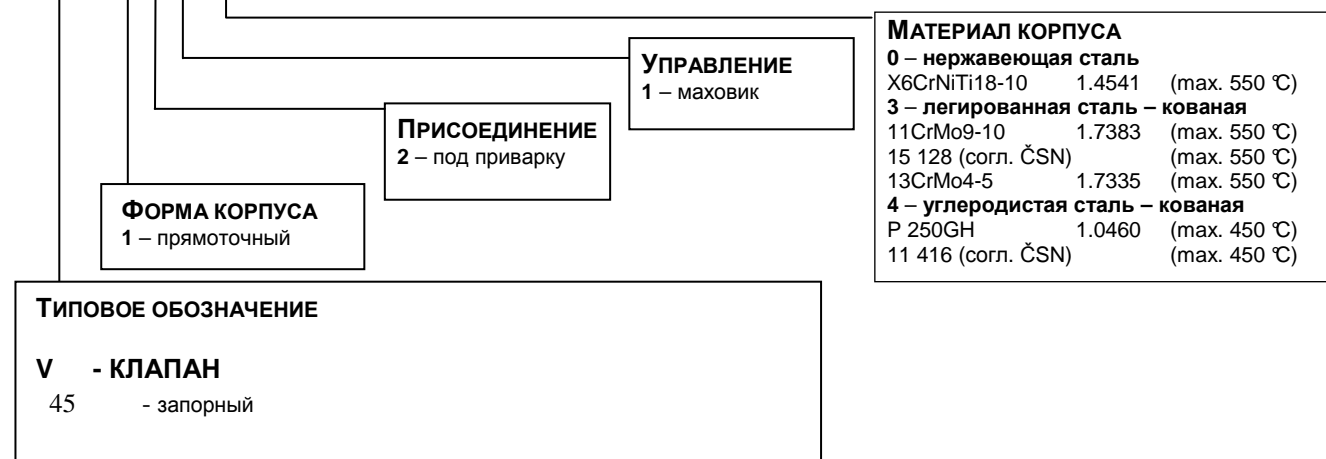 МАТЕРИАЛ КОРПУСА
0 – нержавеющая сталь
X6CrNiTi18-10 1.4541 (max. 550 °C)
3 – легированная сталь – кованая
11CrMo9-10 1.7383 (max. 550 °C)
15 128 (согл. ČSN) (max. 550 °C)
13CrMo4-5 1.7335 (max. 550 °C)
4 – углеродистая сталь – кованая
P 250GH 1.0460 (max. 450 °C)
11 416 (согл. ČSN) (max. 450 °C)
УПРАВЛЕНИЕ
1 – маховик
ПРИСОЕДИНЕНИЕ
2 – под приварку
ФОРМА КОРПУСА
1 – прямоточный
ТИПОВОЕ ОБОЗНАЧЕНИЕ
V - КЛАПАН
45 - запорный